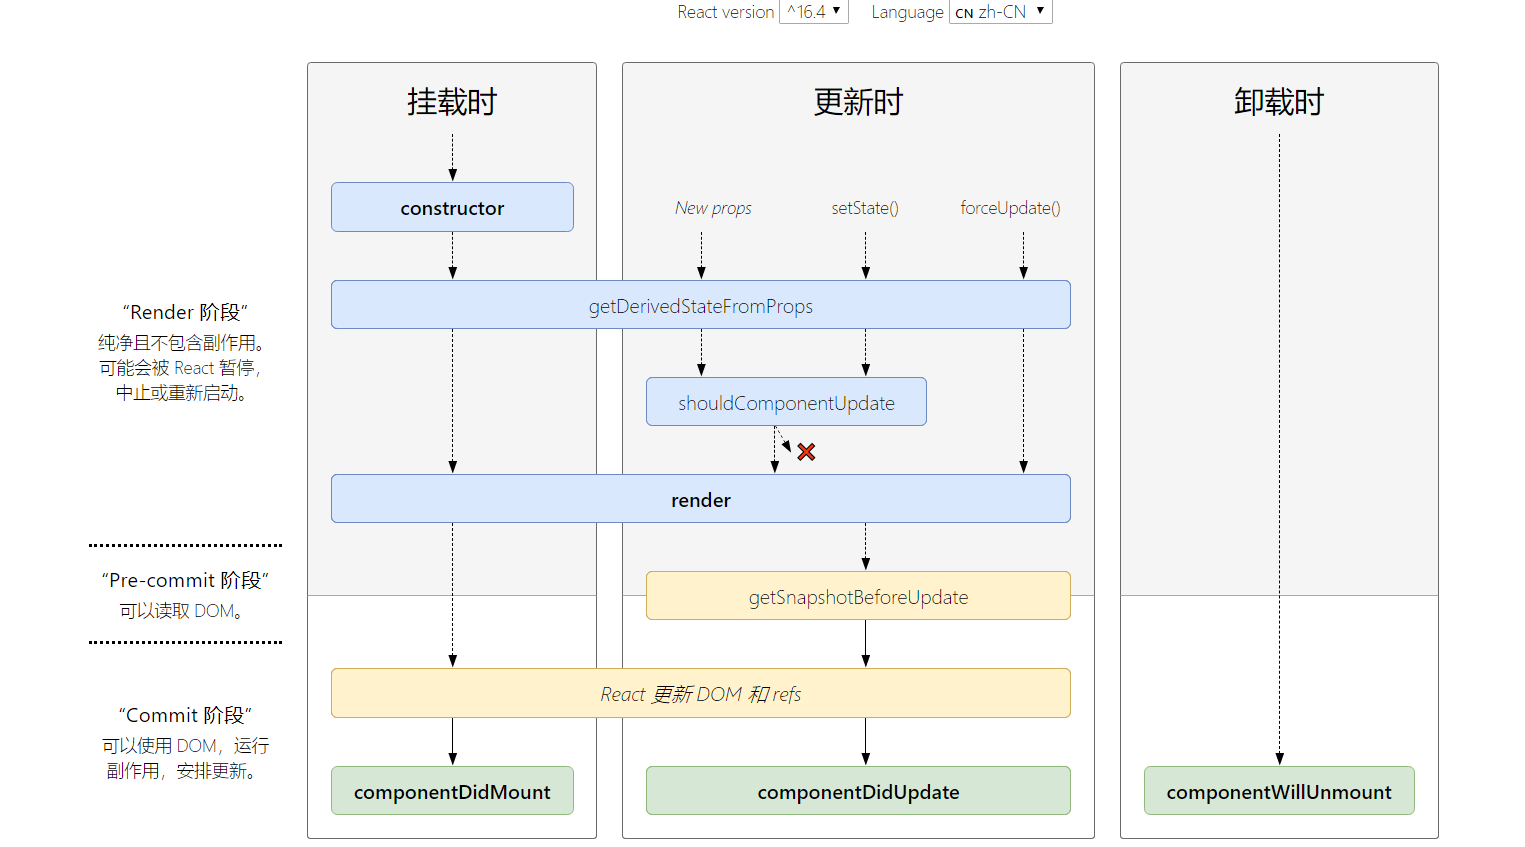 React version ^16.4 Language CN zh-CN
挂载时
更新时
卸载时
constructor
New props
setState()
forceUpdate()
“Render 阶段”
纯净且不包含副作用。
可能会被 React 暂停，
中止或重新启动。
getDerivedStateFromProps
shouldComponentUpdate
render
“Pre-commit 阶段”
可以读取 DOM。
getSnapshotBeforeUpdate
“Commit 阶段”
可以使用 DOM，运行
副作用，安排更新。
React 更新 DOM 和 refs
componentDidMount
componentDidUpdate
componentWillUnmount